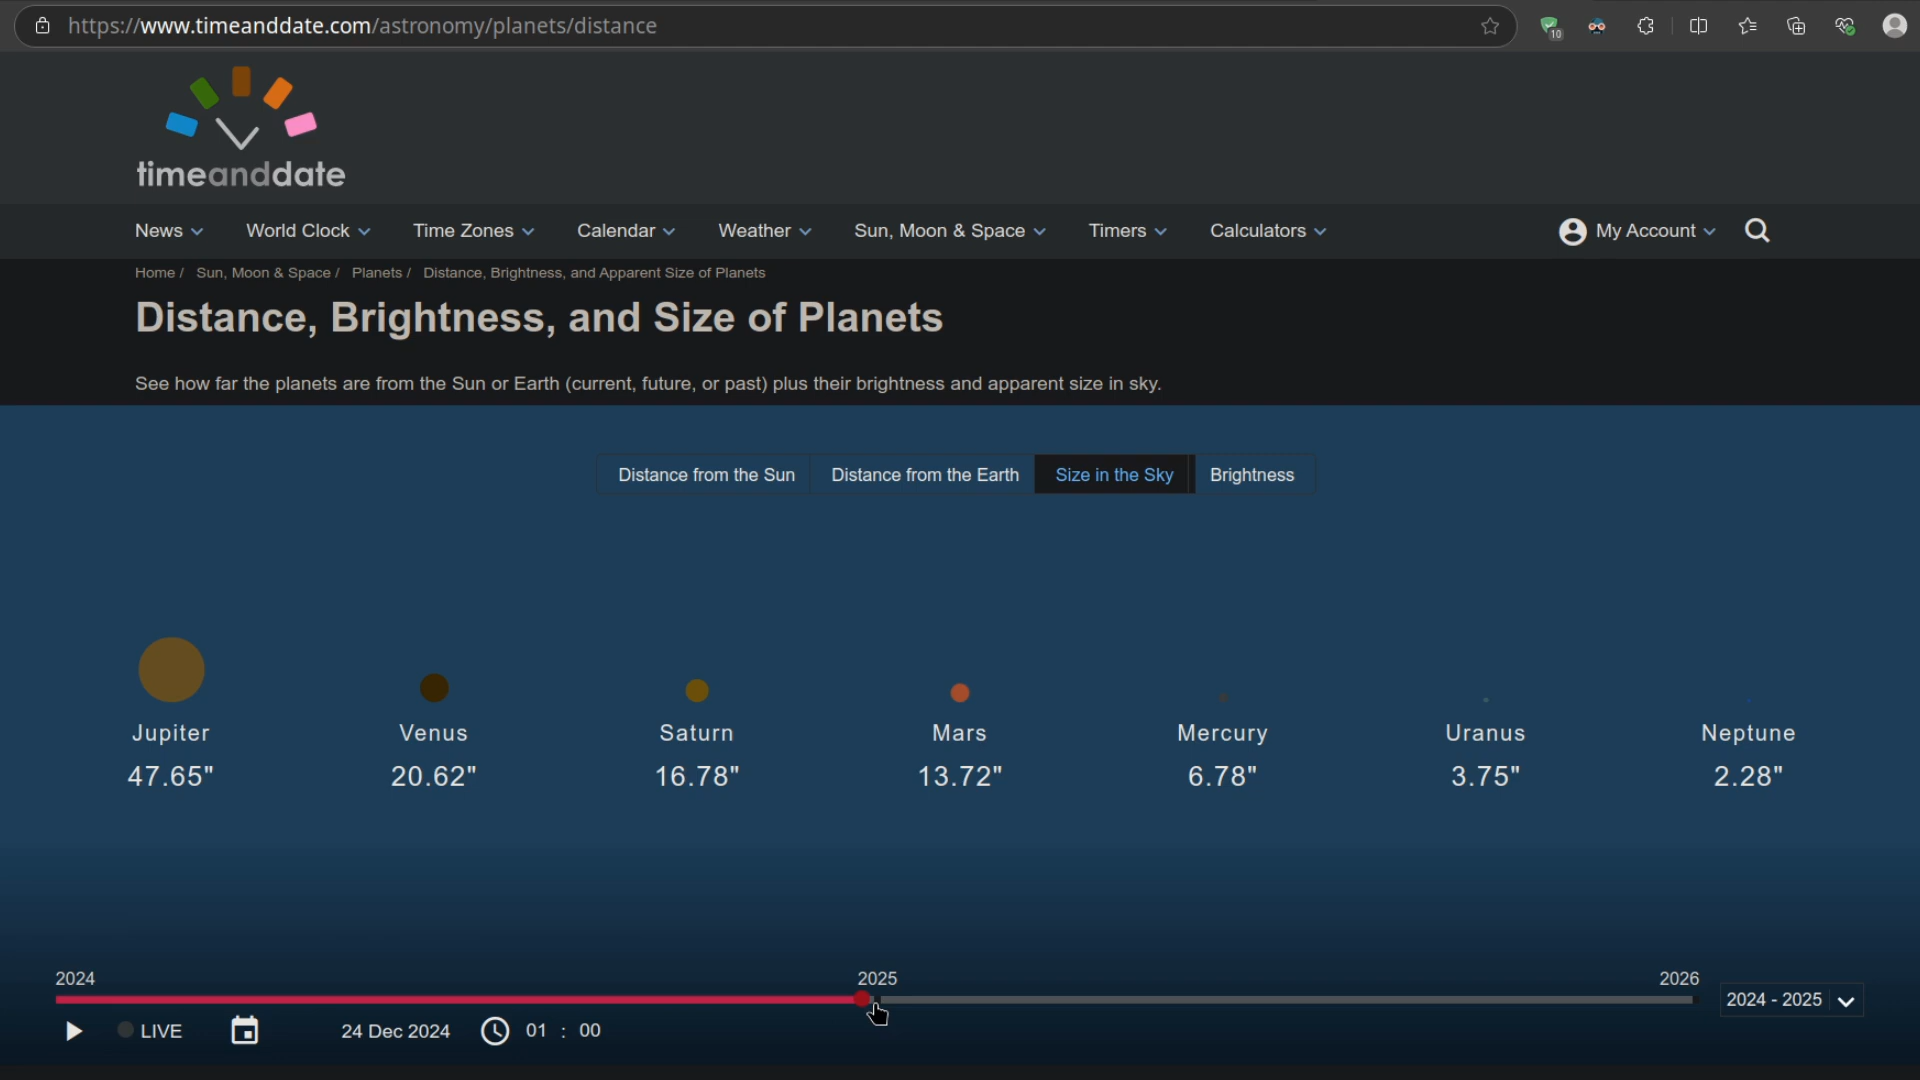 https://www.timeanddate.com/astronomy/planets/distance
10
timeanddate
News World Clock Time Zones Calendar Weather Sun, Moon & Space Timers Calculators My Account
Home / Sun, Moon & Space / Planets / Distance, Brightness, and Apparent Size of Planets
Distance, Brightness, and Size of Planets
See how far the planets are from the Sun or Earth (current, future, or past) plus their brightness and apparent size in sky.
Distance from the Sun Distance from the Earth Size in the Sky Brightness
Jupiter Venus Saturn Mars Mercury Uranus Neptune
47.65" 20.62" 16.78" 13.72" 6.78" 3.75" 2.28"
2024 2025 2026
2024 - 2025
LIVE 24 Dec 2024 01 : 00